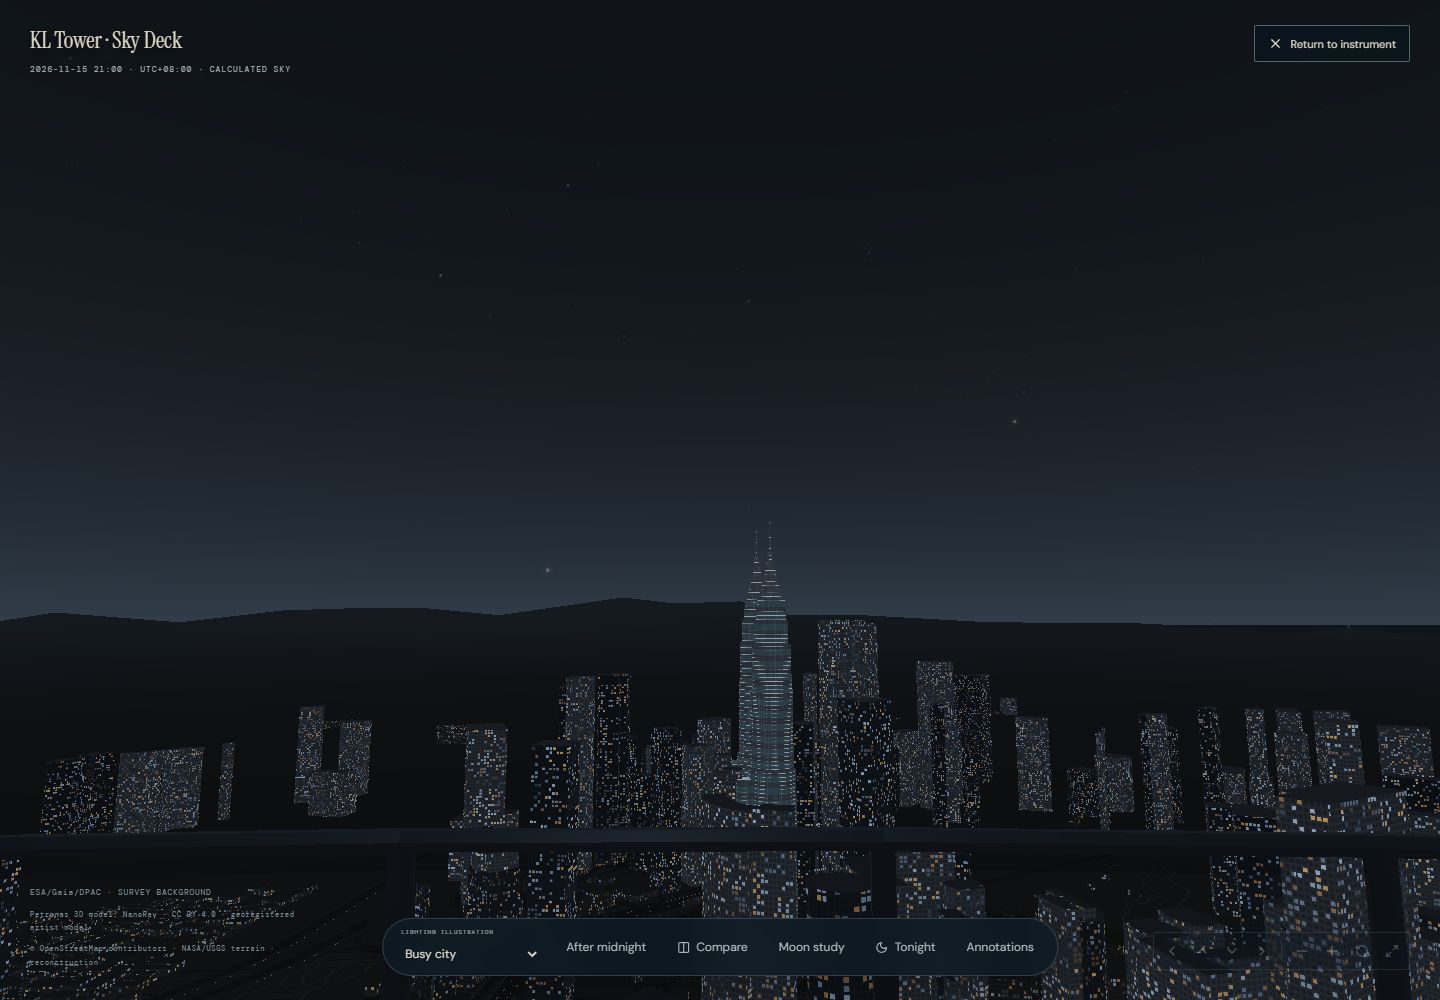 KL Tower · Sky Deck
Return to instrument
2026-11-15 21:00 · UTC+08:00 · CALCULATED SKY
ESA/Gaia/DPAC · SURVEY BACKGROUND
Petronas 3D model: NanoRay · CC BY 4.0 · georegistered
artist model
© OpenStreetMap contributors · NASA/USGS terrain ·
reconstruction
LIGHTING ILLUSTRATION
Busy city
After midnight
Compare
Moon study
Tonight
Annotations